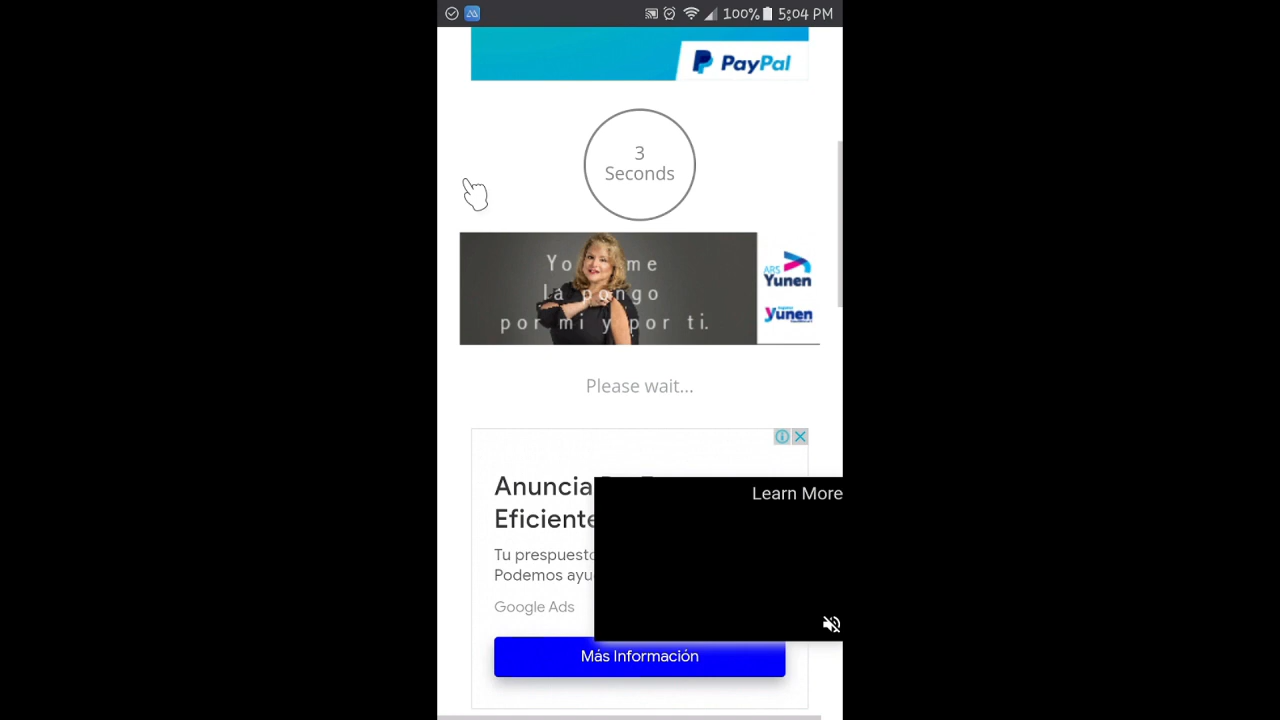 100% 5:04 PM
PayPal
3
Seconds
Yo me
la pongo
por mi y por ti.
ARS
Yunen
Yunen
Please wait...
Anuncia
Eficiente
Learn More
Tu prespuesto
Podemos ayu
Google Ads
Más Información